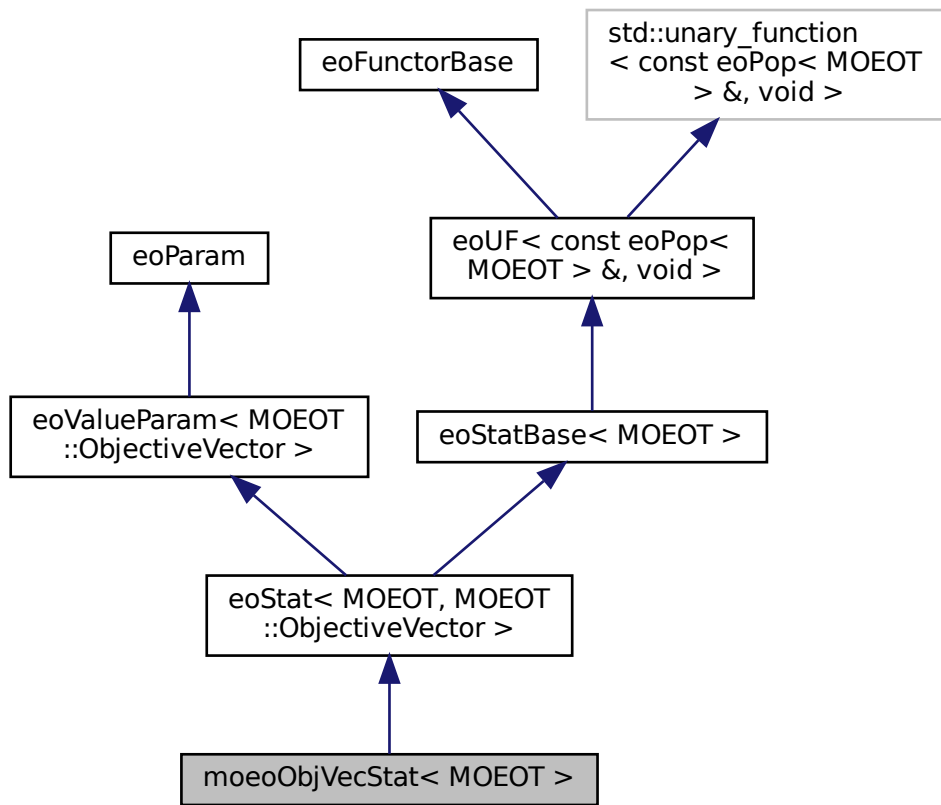 std::unary_function
< const eoPop< MOEOT
> &, void >
eoFunctorBase
eoUF< const eoPop<
MOEOT > &, void >
eoParam
eoValueParam< MOEOT
::ObjectiveVector >
eoStatBase< MOEOT >
eoStat< MOEOT, MOEOT
::ObjectiveVector >
moeoObjVecStat< MOEOT >